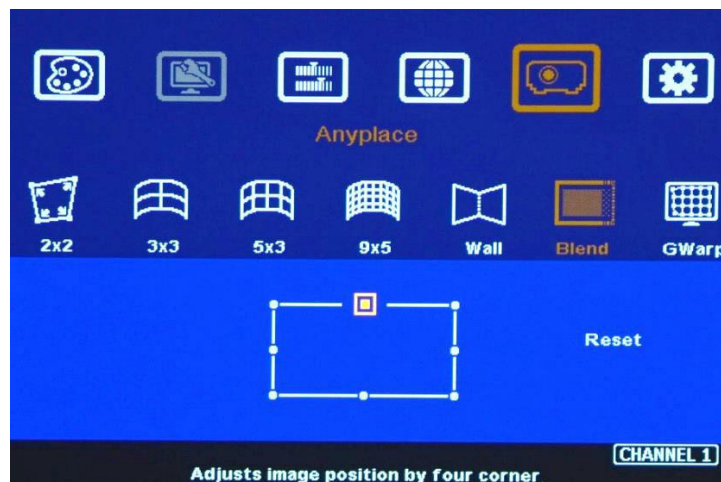 Anyplace
2x2 3x3 5x3 9x5 Wall Blend GWarp
Reset
CHANNEL 1
Adjusts image position by four corner